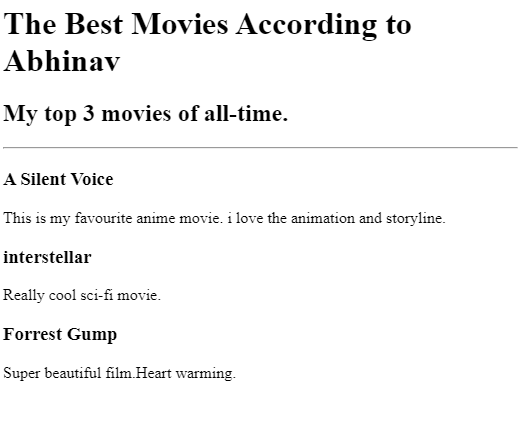 The Best Movies According to
Abhinav
My top 3 movies of all-time.
A Silent Voice
This is my favourite anime movie. i love the animation and storyline.
interstellar
Really cool sci-fi movie.
Forrest Gump
Super beautiful film.Heart warming.